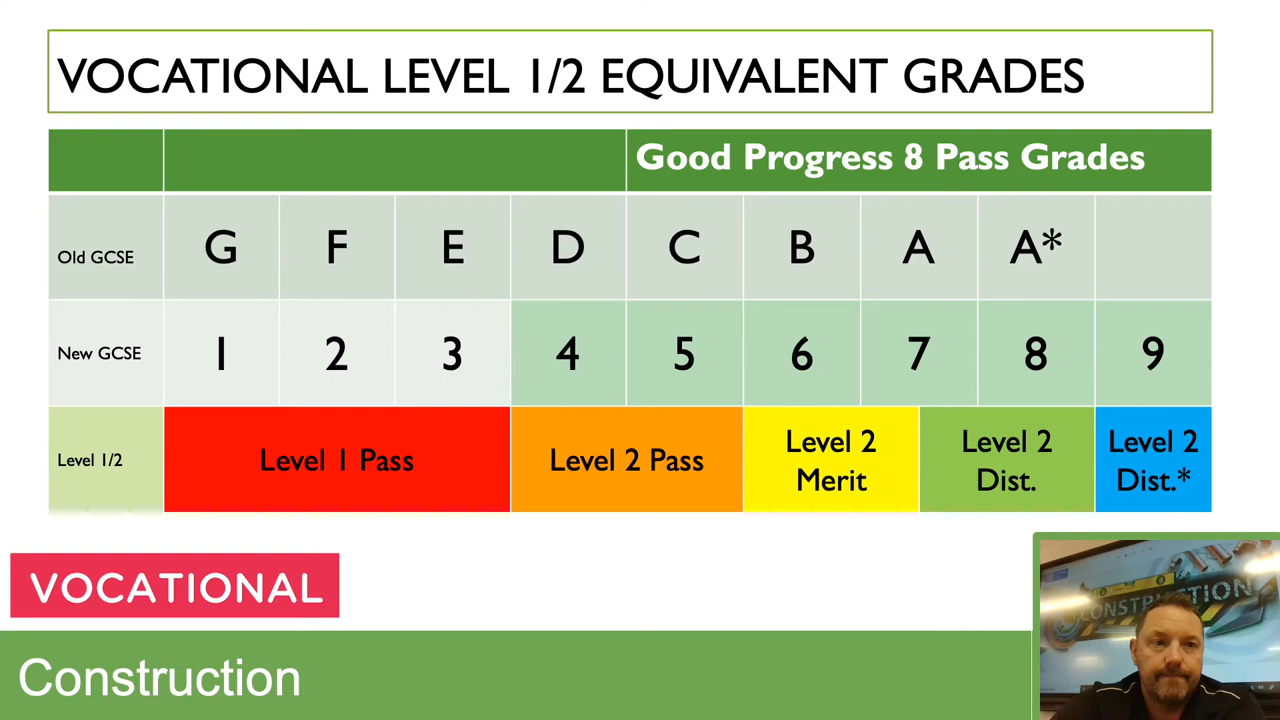 VOCATIONAL LEVEL 1/2 EQUIVALENT GRADES
Good Progress 8 Pass Grades
Old GCSE G F E D C B A A*
New GCSE 1 2 3 4 5 6 7 8 9
Level 1/2 Level 1 Pass Level 2 Pass Level 2 Merit Level 2 Dist. Level 2 Dist.*
VOCATIONAL
Construction
CONSTRUCTION